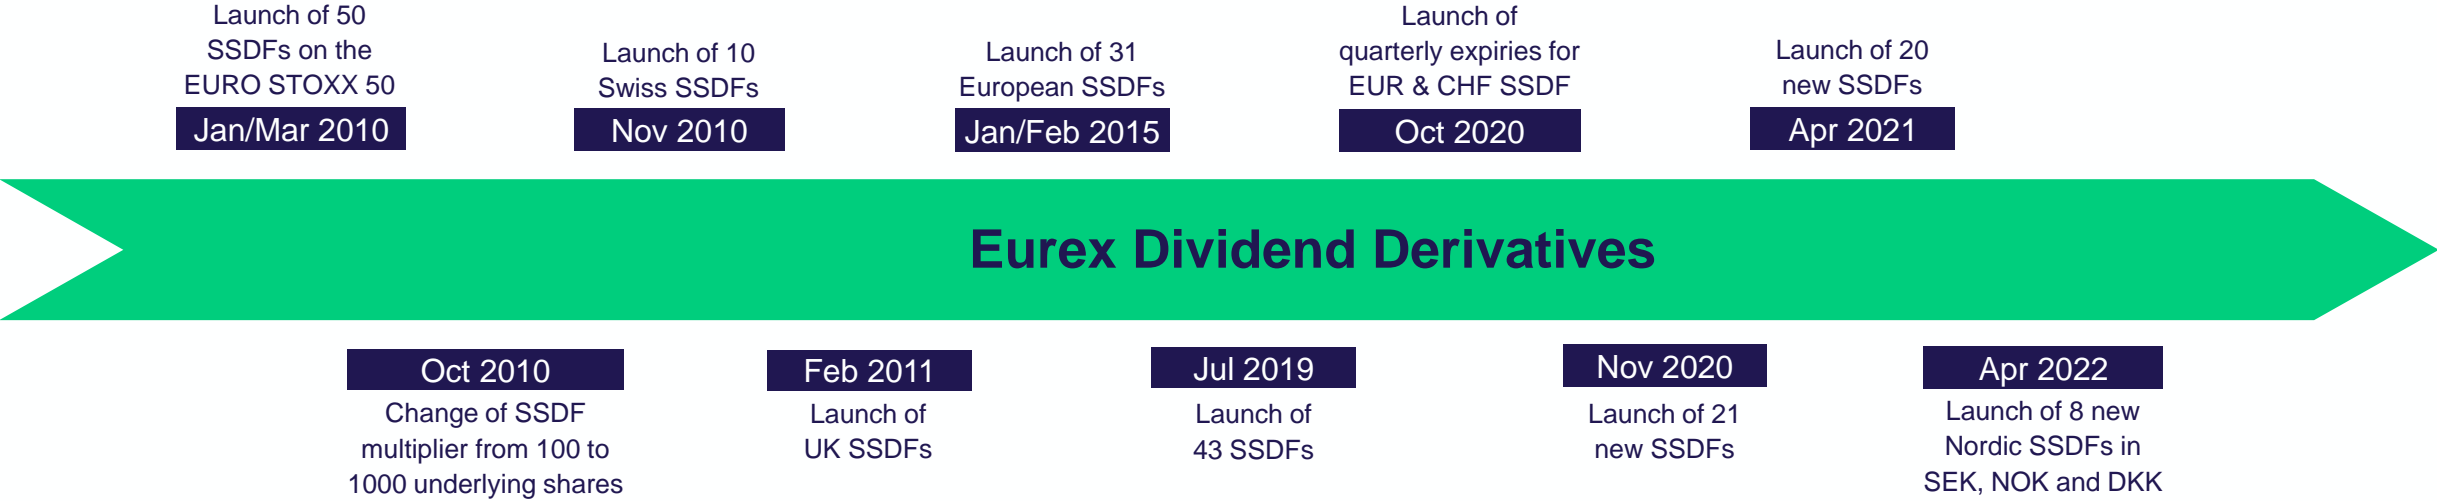 Launch of 50
SSDFs on the
EURO STOXX 50
Jan/Mar 2010
Launch of 10
Swiss SSDFs
Nov 2010
Launch of 31
European SSDFs
Jan/Feb 2015
Launch of
quarterly expiries for
EUR & CHF SSDF
Oct 2020
Launch of 20
new SSDFs
Apr 2021
Eurex Dividend Derivatives
Oct 2010
Change of SSDF
multiplier from 100 to
1000 underlying shares
Feb 2011
Launch of
UK SSDFs
Jul 2019
Launch of
43 SSDFs
Nov 2020
Launch of 21
new SSDFs
Apr 2022
Launch of 8 new
Nordic SSDFs in
SEK, NOK and DKK